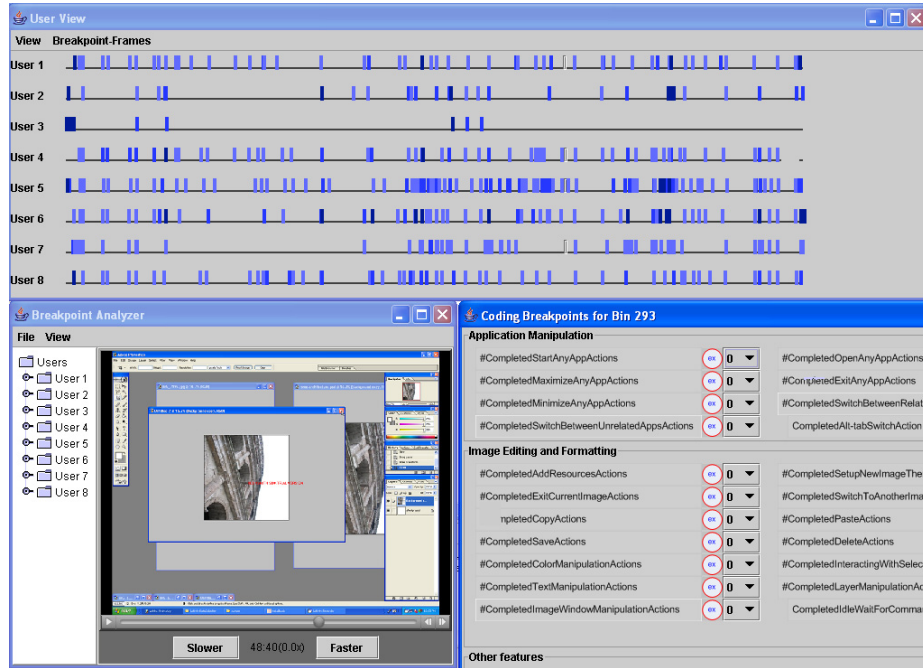 User View
View Breakpoint-Frames
User 1
User 2
User 3
User 4
User 5
User 6
User 7
User 8
Breakpoint Analyzer
File View
Users
User 1
User 2
User 3
User 4
User 5
User 6
User 7
User 8
Slower 48:40(0.0x) Faster
Coding Breakpoints for Bin 293
Application Manipulation
#CompletedStartAnyAppActions ex 0 #CompletedOpenAnyAppActions
#CompletedMaximizeAnyAppActions ex 0 #CompletedExitAnyAppActions
#CompletedMinimizeAnyAppActions ex 0 #CompletedSwitchBetweenRelat
#CompletedSwitchBetweenUnrelatedAppsActions ex 0 CompletedAlt-tabSwitchAction
Image Editing and Formatting
#CompletedAddResourcesActions ex 0 #CompletedSetupNewImageThe
#CompletedExitCurrentImageActions ex 0 #CompletedSwitchToAnotherIma
npletedCopyActions ex 0 #CompletedPasteActions
#CompletedSaveActions ex 0 #CompletedDeleteActions
#CompletedColorManipulationActions ex 0 #CompletedInteractingWithSelec
#CompletedTextManipulationActions ex 0 #CompletedLayerManipulationAc
#CompletedImageWindowManipulationActions ex 0 CompletedIdleWaitForComma
Other features